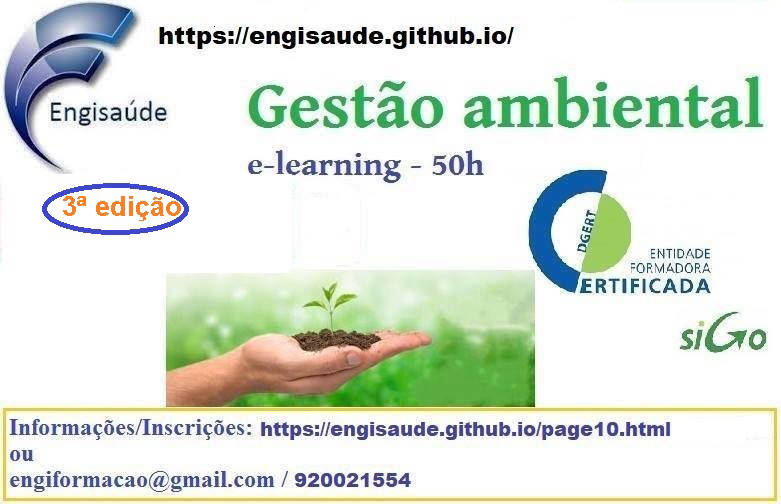 https://engisaude.github.io/
Engisaúde
Gestão ambiental
e-learning - 50h
3ª edição
DGERT
ENTIDADE
FORMADORA
CERTIFICADA
siGo
Informações/Inscrições: https://engisaude.github.io/page10.html
ou
engiformacao@gmail.com / 920021554